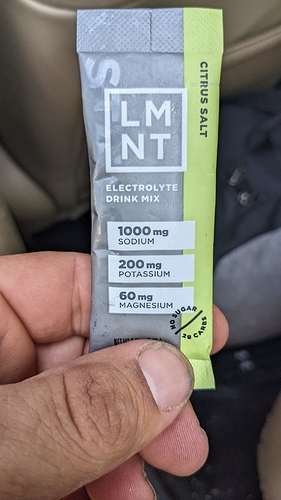 CITRUS SALT
LM
NT
ELECTROLYTE
DRINK MIX
1000 mg
SODIUM
200 mg
POTASSIUM
60 mg
MAGNESIUM
NO SUGAR
2g CARBS